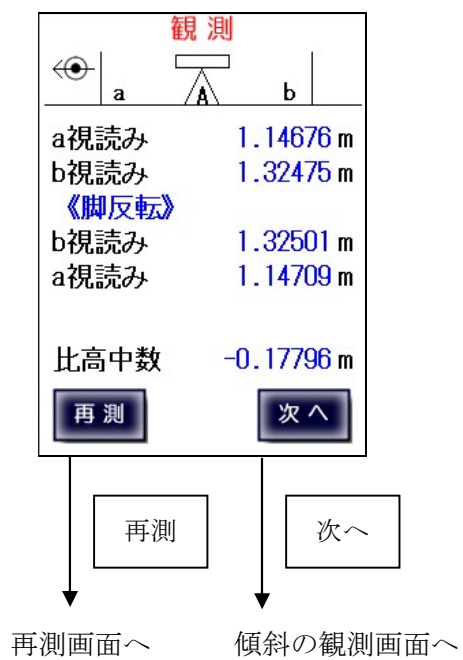 観測
a A b
a視読み 1.14676 m
b視読み 1.32475 m
《脚反転》
b視読み 1.32501 m
a視読み 1.14709 m
比高中数 -0.17796 m
再測 次へ
再測 次へ
再測画面へ 傾斜の観測画面へ